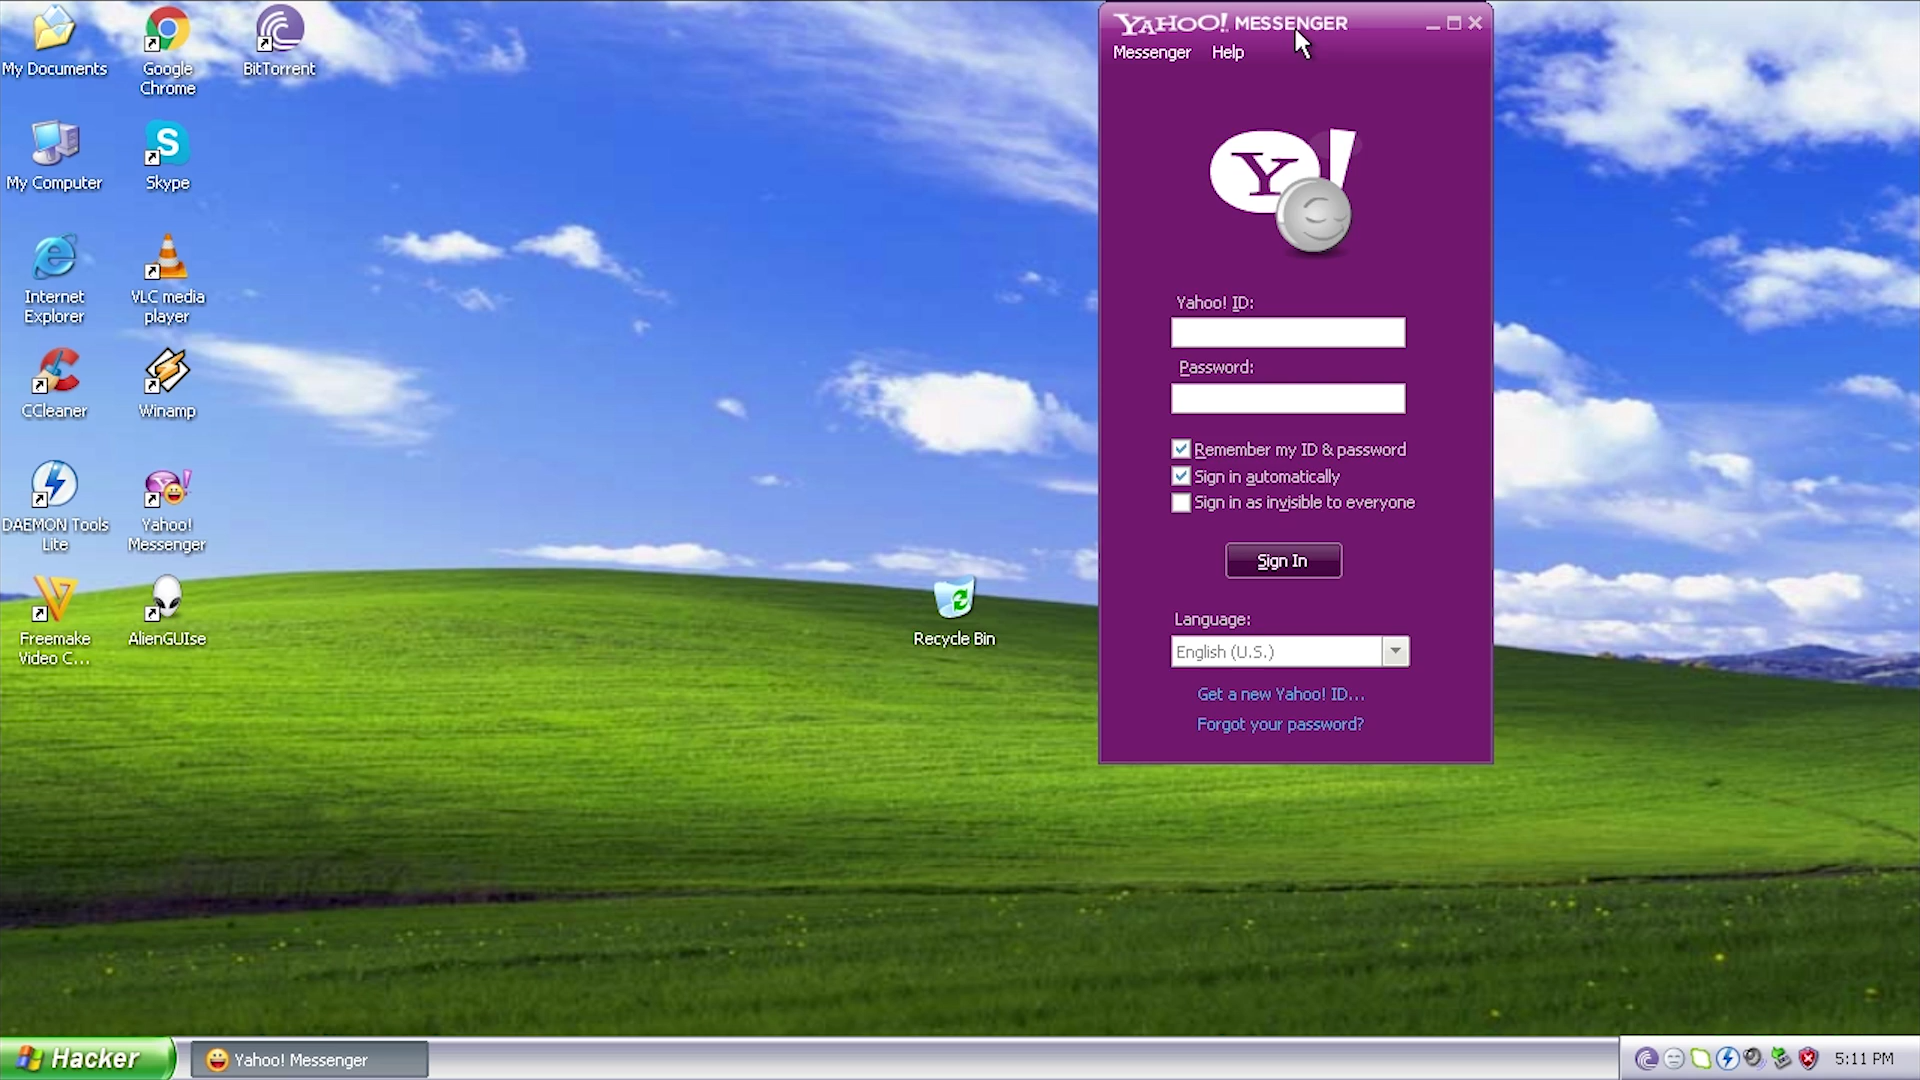 My Documents
Google
Chrome
BitTorrent
My Computer
Skype
Internet
Explorer
VLC media
player
CCleaner
Winamp
DAEMON Tools
Lite
Yahoo!
Messenger
Freemake
Video C...
AlienGUIse
Recycle Bin
YAHOO! MESSENGER
Messenger Help
Y!
Yahoo! ID:
Password:
Remember my ID & password
Sign in automatically
Sign in as invisible to everyone
Sign In
Language:
English (U.S.)
Get a new Yahoo! ID...
Forgot your password?
Hacker
Yahoo! Messenger
5:11 PM